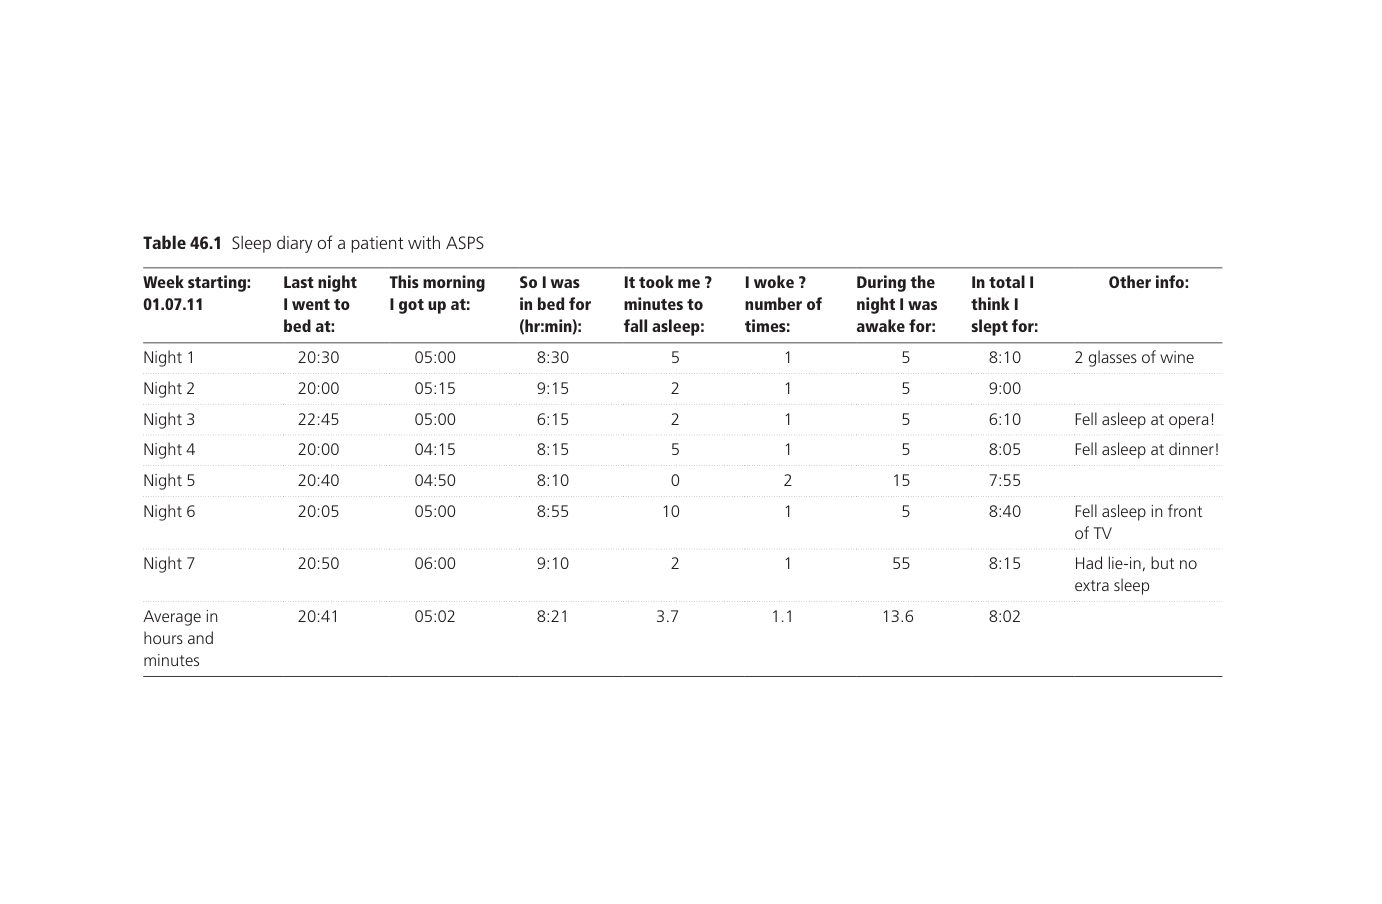 Table 46.1 Sleep diary of a patient with ASPS
Week starting: Last night This morning So I was It took me ? I woke ? During the In total I Other info:
01.07.11 I went to I got up at: in bed for minutes to number of night I was think I
bed at: (hr:min): fall asleep: times: awake for: slept for:
Night 1 20:30 05:00 8:30 5 1 5 8:10 2 glasses of wine
Night 2 20:00 05:15 9:15 2 1 5 9:00
Night 3 22:45 05:00 6:15 2 1 5 6:10 Fell asleep at opera!
Night 4 20:00 04:15 8:15 5 1 5 8:05 Fell asleep at dinner!
Night 5 20:40 04:50 8:10 0 2 15 7:55
Night 6 20:05 05:00 8:55 10 1 5 8:40 Fell asleep in front
of TV
Night 7 20:50 06:00 9:10 2 1 55 8:15 Had lie-in, but no
extra sleep
Average in 20:41 05:02 8:21 3.7 1.1 13.6 8:02
hours and
minutes